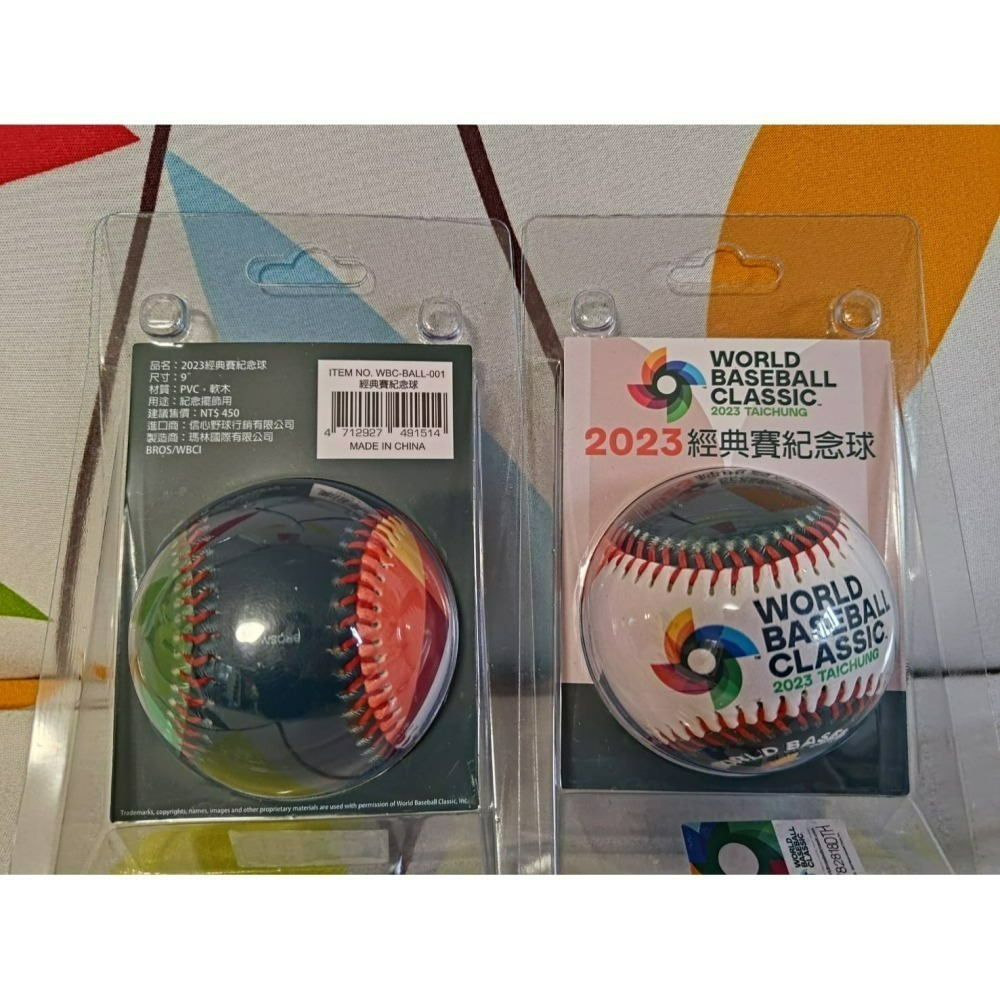 品名：2023經典賽紀念球
尺寸：9"
材質：PVC，軟木
用途：紀念擺飾用
建議售價：NT$ 450
進口商：信心野球行銷有限公司
製造商：瑪林國際有限公司
BROS/WBCI
ITEM NO. WBC-BALL-001
經典賽紀念球
4 712927 491514
MADE IN CHINA
Trademarks, copyrights, names, images and other proprietary materials are used with permission of World Baseball Classic, Inc.
WORLD
BASEBALL
CLASSIC™
2023 TAICHUNG
2023經典賽紀念球
WORLD
BASEBALL
CLASSIC™
2023 TAICHUNG
WORLD BASE
WORLD
BASEBALL
CLASSIC
82818DTH